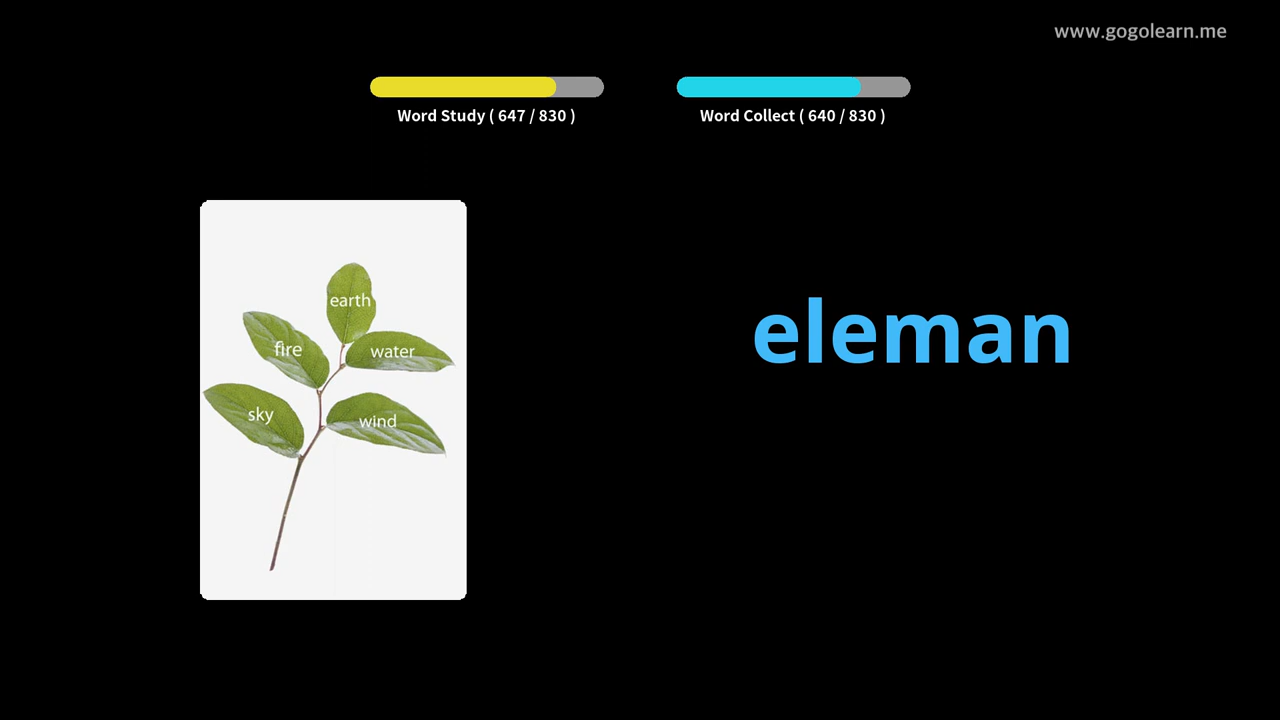 www.gogolearn.me
Word Study ( 647 / 830 )
Word Collect ( 640 / 830 )
earth
fire
water
sky
wind
eleman